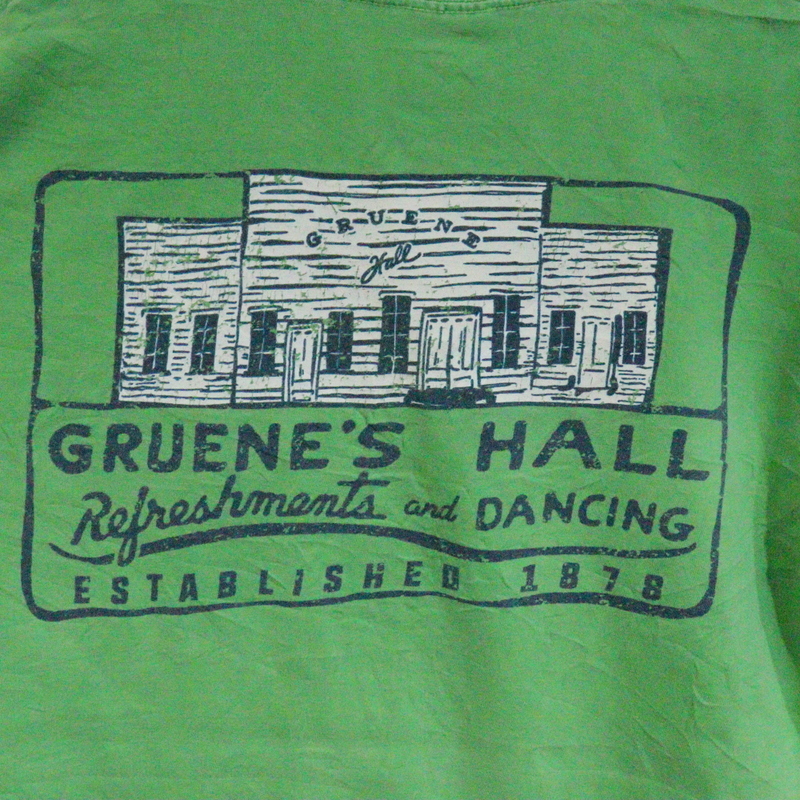 GRUENE
Hall
GRUENE'S HALL
Refreshments and DANCING
ESTABLISHED 1878